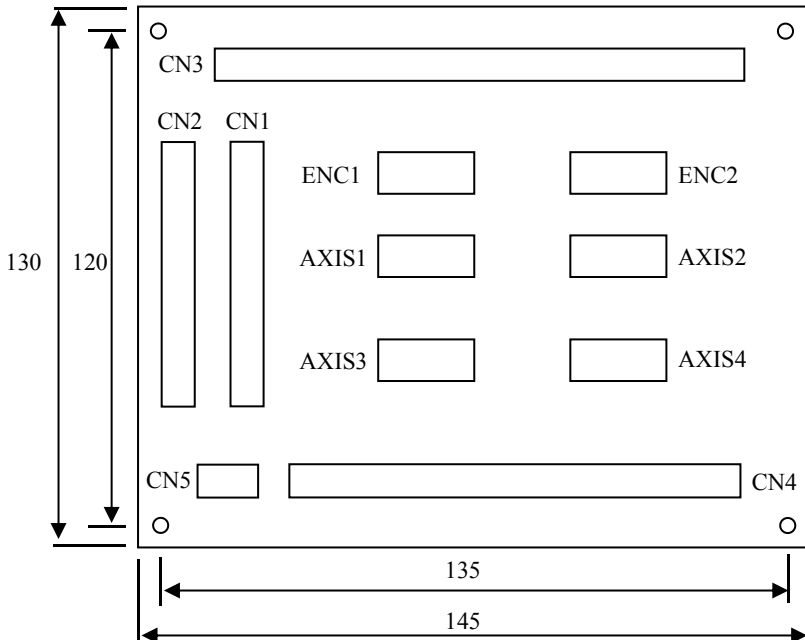 CN3
CN2 CN1
ENC1 ENC2
130 120 AXIS1 AXIS2
AXIS3 AXIS4
CN5 CN4
135
145